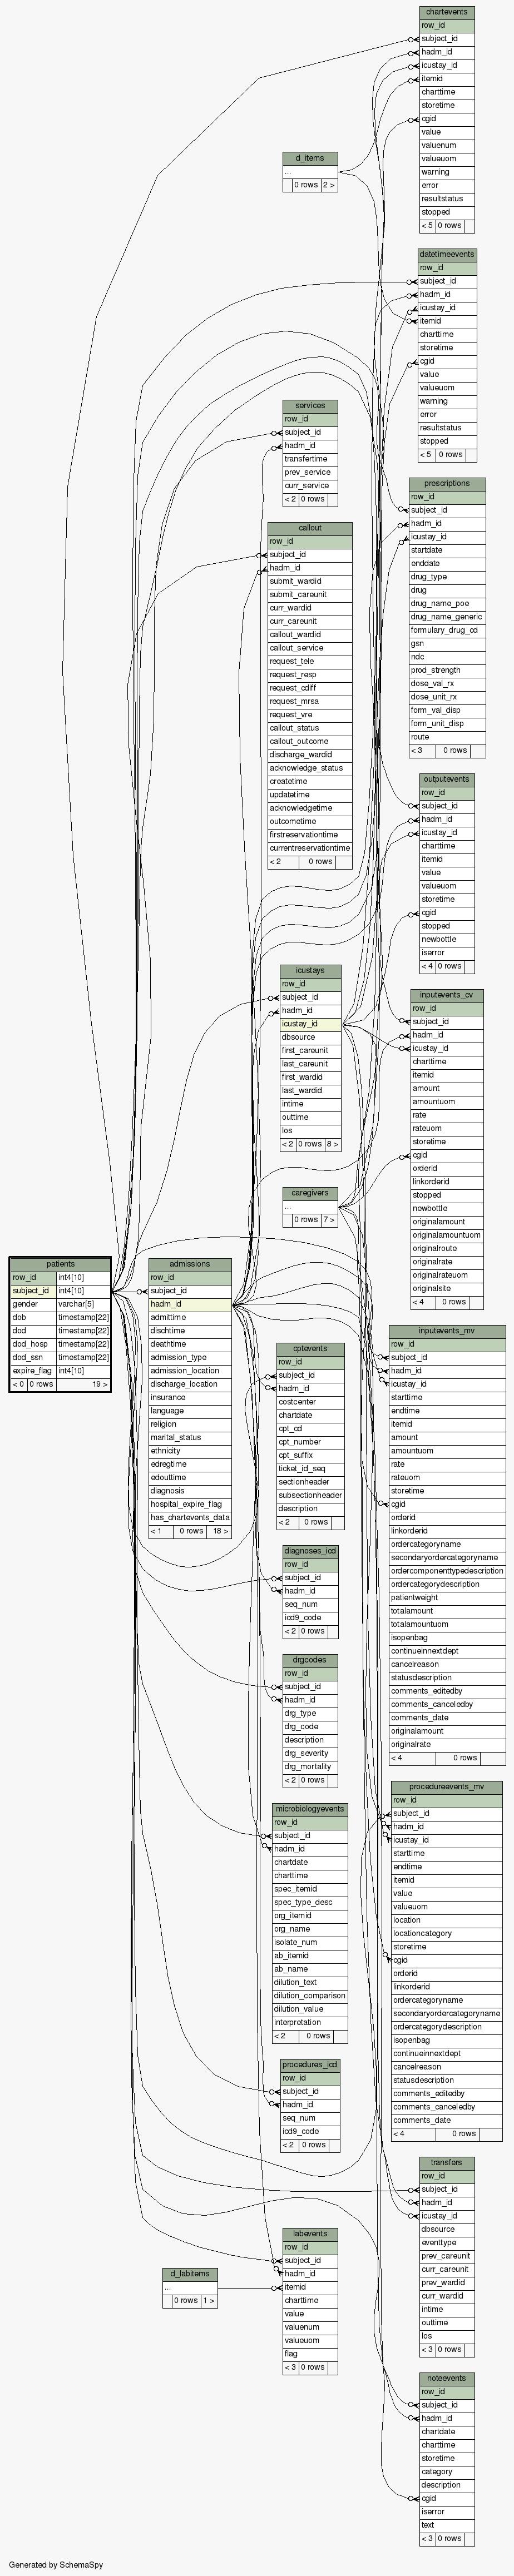 chartevents
row_id
subject_id
hadm_id
icustay_id
itemid
charttime
storetime
cgid
value
valuenum
valueuom
warning
error
resultstatus
stopped
< 5 0 rows
d_items
...
0 rows 2 >
datetimeevents
row_id
subject_id
hadm_id
icustay_id
itemid
charttime
storetime
cgid
value
valueuom
warning
error
resultstatus
stopped
< 5 0 rows
services
row_id
subject_id
hadm_id
transfertime
prev_service
curr_service
< 2 0 rows
prescriptions
row_id
subject_id
hadm_id
icustay_id
startdate
enddate
drug_type
drug
drug_name_poe
drug_name_generic
formulary_drug_cd
gsn
ndc
prod_strength
dose_val_rx
dose_unit_rx
form_val_disp
form_unit_disp
route
< 3 0 rows
callout
row_id
subject_id
hadm_id
submit_wardid
submit_careunit
curr_wardid
curr_careunit
callout_wardid
callout_service
request_tele
request_resp
request_cdiff
request_mrsa
request_vre
callout_status
callout_outcome
discharge_wardid
acknowledge_status
createtime
updatetime
acknowledgetime
outcometime
firstreservationtime
currentreservationtime
< 2 0 rows
outputevents
row_id
subject_id
hadm_id
icustay_id
charttime
itemid
value
valueuom
storetime
cgid
stopped
newbottle
iserror
< 4 0 rows
icustays
row_id
subject_id
hadm_id
icustay_id
dbsource
first_careunit
last_careunit
first_wardid
last_wardid
intime
outtime
los
< 2 0 rows 8 >
inputevents_cv
row_id
subject_id
hadm_id
icustay_id
charttime
itemid
amount
amountuom
rate
rateuom
storetime
cgid
orderid
linkorderid
stopped
newbottle
originalamount
originalamountuom
originalroute
originalrate
originalrateuom
originalsite
< 4 0 rows
caregivers
...
0 rows 7 >
patients
row_id int4[10]
subject_id int4[10]
gender varchar[5]
dob timestamp[22]
dod timestamp[22]
dod_hosp timestamp[22]
dod_ssn timestamp[22]
expire_flag int4[10]
< 0 0 rows 19 >
admissions
row_id
subject_id
hadm_id
admittime
dischtime
deathtime
admission_type
admission_location
discharge_location
insurance
language
religion
marital_status
ethnicity
edregtime
edouttime
diagnosis
hospital_expire_flag
has_chartevents_data
< 1 0 rows 18 >
cptevents
row_id
subject_id
hadm_id
costcenter
chartdate
cpt_cd
cpt_number
cpt_suffix
ticket_id_seq
sectionheader
subsectionheader
description
< 2 0 rows
inputevents_mv
row_id
subject_id
hadm_id
icustay_id
starttime
endtime
itemid
amount
amountuom
rate
rateuom
storetime
cgid
orderid
linkorderid
ordercategoryname
secondaryordercategoryname
ordercomponenttypedescription
ordercategorydescription
patientweight
totalamount
totalamountuom
isopenbag
continueinnextdept
cancelreason
statusdescription
comments_editedby
comments_canceledby
comments_date
originalamount
originalrate
< 4 0 rows
diagnoses_icd
row_id
subject_id
hadm_id
seq_num
icd9_code
< 2 0 rows
drgcodes
row_id
subject_id
hadm_id
drg_type
drg_code
description
drg_severity
drg_mortality
< 2 0 rows
procedureevents_mv
row_id
subject_id
hadm_id
icustay_id
starttime
endtime
itemid
value
valueuom
location
locationcategory
storetime
cgid
orderid
linkorderid
ordercategoryname
secondaryordercategoryname
ordercategorydescription
isopenbag
continueinnextdept
cancelreason
statusdescription
comments_editedby
comments_canceledby
comments_date
< 4 0 rows
microbiologyevents
row_id
subject_id
hadm_id
chartdate
charttime
spec_itemid
spec_type_desc
org_itemid
org_name
isolate_num
ab_itemid
ab_name
dilution_text
dilution_comparison
dilution_value
interpretation
< 2 0 rows
procedures_icd
row_id
subject_id
hadm_id
seq_num
icd9_code
< 2 0 rows
transfers
row_id
subject_id
hadm_id
icustay_id
dbsource
eventtype
prev_careunit
curr_careunit
prev_wardid
curr_wardid
intime
outtime
los
< 3 0 rows
labevents
row_id
subject_id
hadm_id
itemid
charttime
value
valuenum
valueuom
flag
< 3 0 rows
d_labitems
...
0 rows 1 >
noteevents
row_id
subject_id
hadm_id
chartdate
charttime
storetime
category
description
cgid
iserror
text
< 3 0 rows
Generated by SchemaSpy